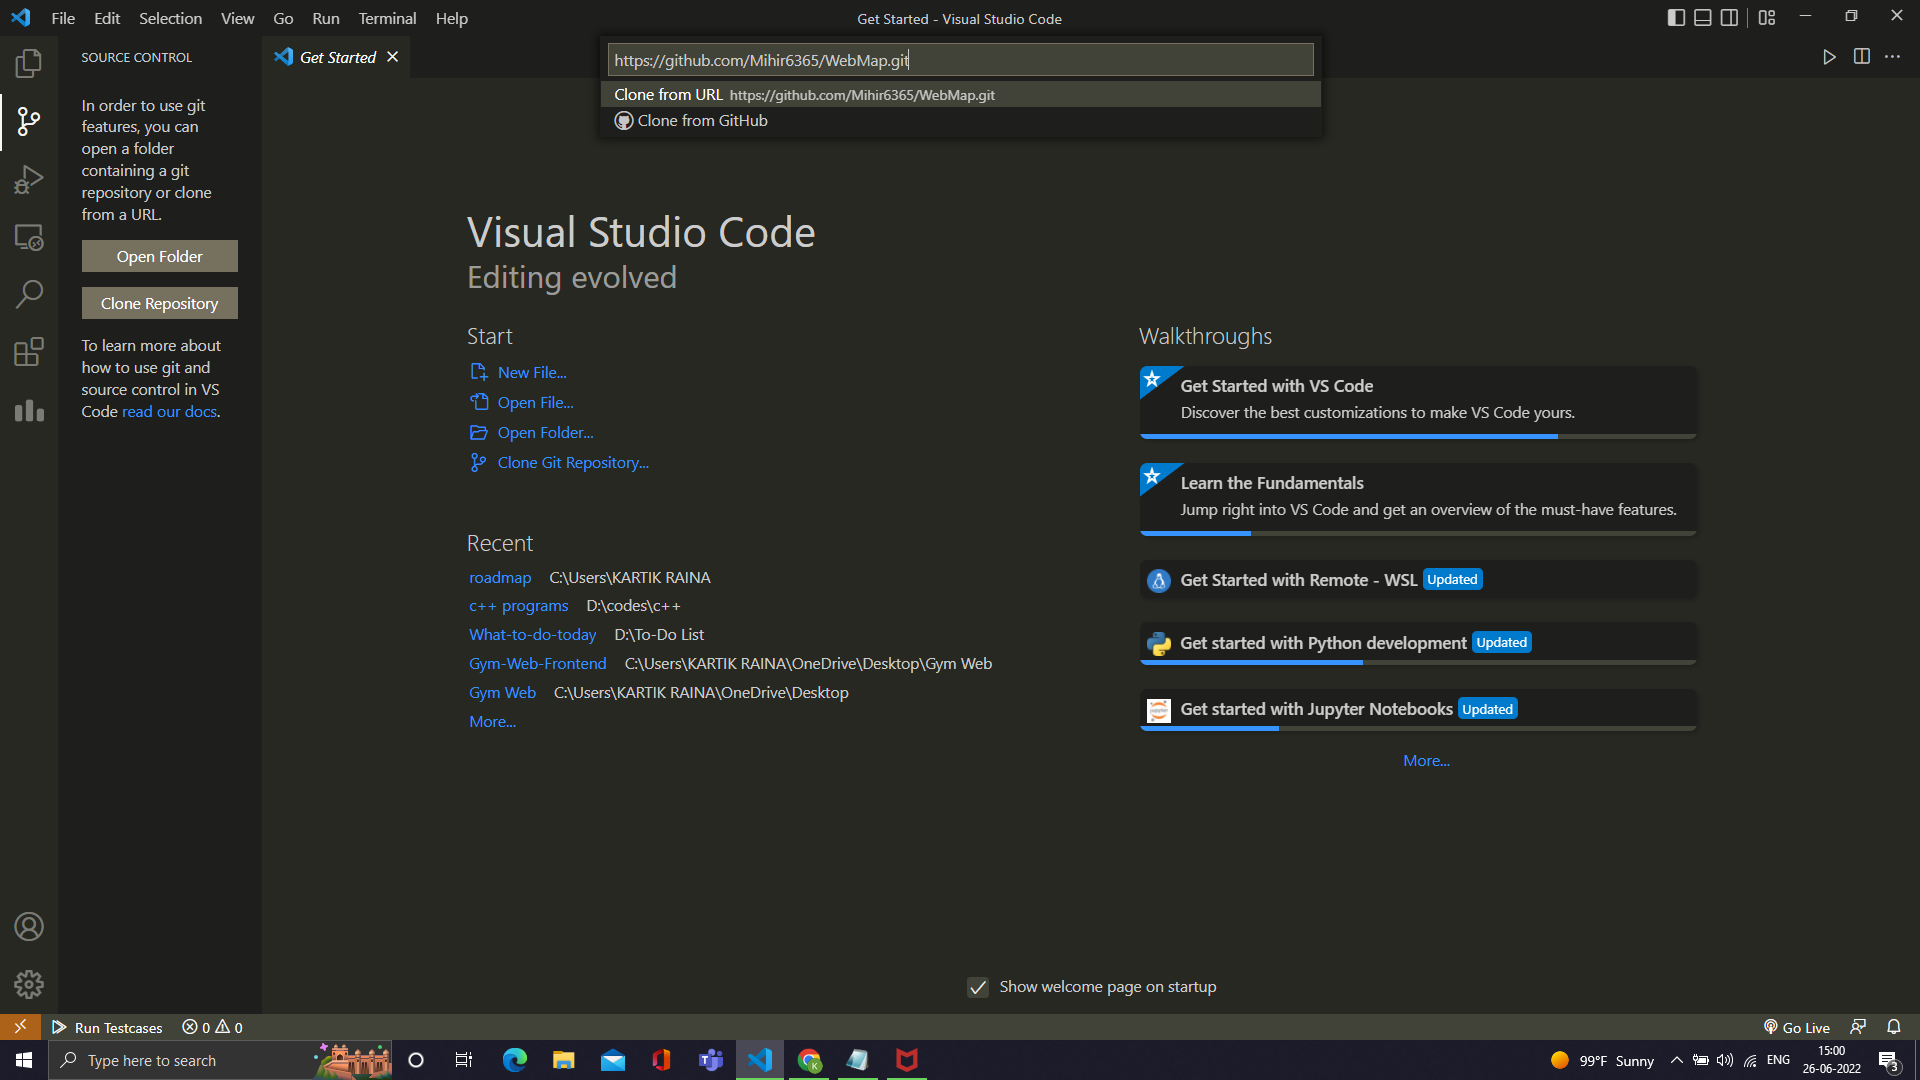 File Edit Selection View Go Run Terminal Help
Get Started - Visual Studio Code
SOURCE CONTROL
Get Started
https://github.com/Mihir6365/WebMap.git
Clone from URL https://github.com/Mihir6365/WebMap.git
Clone from GitHub
In order to use git
features, you can
open a folder
containing a git
repository or clone
from a URL.
Open Folder
Clone Repository
To learn more about
how to use git and
source control in VS
Code read our docs.
Visual Studio Code
Editing evolved
Start
New File...
Open File...
Open Folder...
Clone Git Repository...
Recent
roadmap C:\Users\KARTIK RAINA
c++ programs D:\codes\c++
What-to-do-today D:\To-Do List
Gym-Web-Frontend C:\Users\KARTIK RAINA\OneDrive\Desktop\Gym Web
Gym Web C:\Users\KARTIK RAINA\OneDrive\Desktop
More...
Walkthroughs
Get Started with VS Code
Discover the best customizations to make VS Code yours.
Learn the Fundamentals
Jump right into VS Code and get an overview of the must-have features.
Get Started with Remote - WSL Updated
Get started with Python development Updated
Get started with Jupyter Notebooks Updated
More...
Show welcome page on startup
Run Testcases 0 0
Go Live
Type here to search
99°F Sunny
ENG
15:00
26-06-2022
3